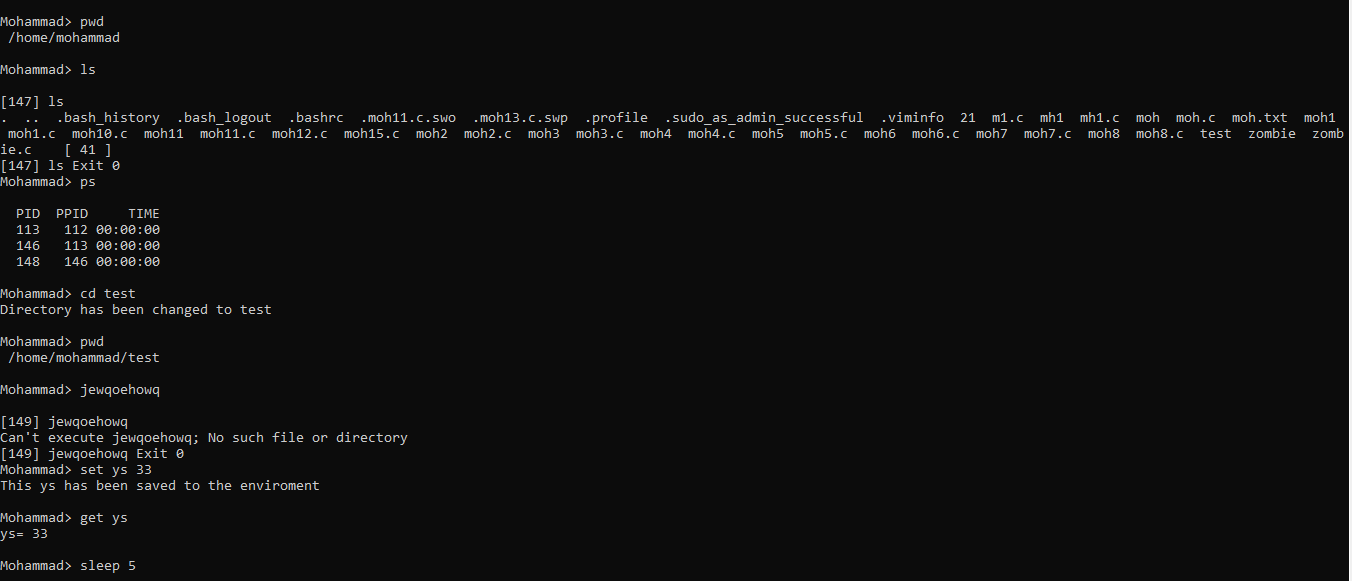 Mohammad> pwd
 /home/mohammad
Mohammad> ls
[147] ls
.  ..  .bash_history  .bash_logout  .bashrc  .moh11.c.swo  .moh13.c.swp  .profile  .sudo_as_admin_successful  .viminfo  21  m1.c  mh1  mh1.c  moh  moh.c  moh.txt  moh1
 moh1.c  moh10.c  moh11  moh11.c  moh12.c  moh15.c  moh2  moh2.c  moh3  moh3.c  moh4  moh4.c  moh5  moh5.c  moh6  moh6.c  moh7  moh7.c  moh8  moh8.c  test  zombie  zomb
ie.c    [ 41 ]
[147] ls Exit 0
Mohammad> ps
  PID  PPID     TIME
  113   112 00:00:00
  146   113 00:00:00
  148   146 00:00:00
Mohammad> cd test
Directory has been changed to test
Mohammad> pwd
 /home/mohammad/test
Mohammad> jewqoehowq
[149] jewqoehowq
Can't execute jewqoehowq; No such file or directory
[149] jewqoehowq Exit 0
Mohammad> set ys 33
This ys has been saved to the enviroment
Mohammad> get ys
ys= 33
Mohammad> sleep 5